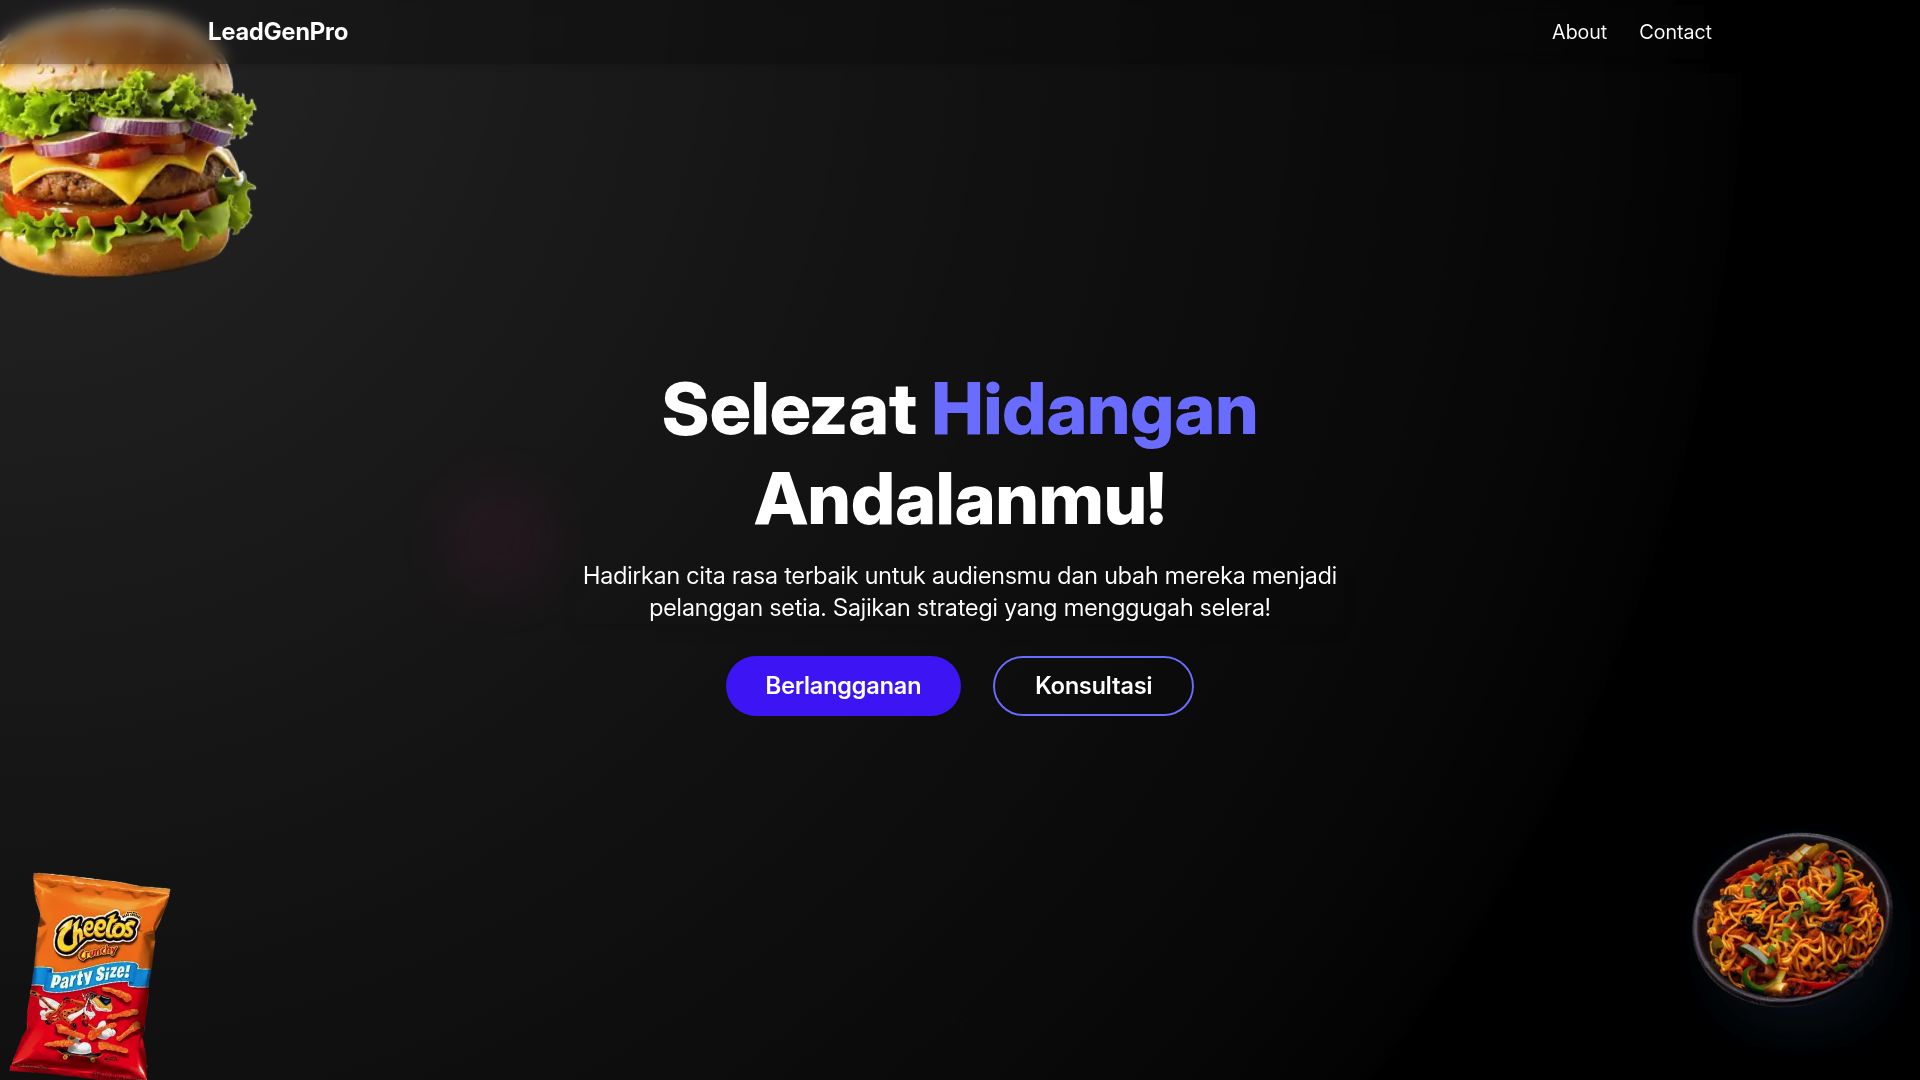 LeadGenPro
About
Contact
Selezat Hidangan
Andalanmu!
Hadirkan cita rasa terbaik untuk audiensmu dan ubah mereka menjadi
pelanggan setia. Sajikan strategi yang menggugah selera!
Berlangganan
Konsultasi
Cheetos
Crunchy
Party Size!